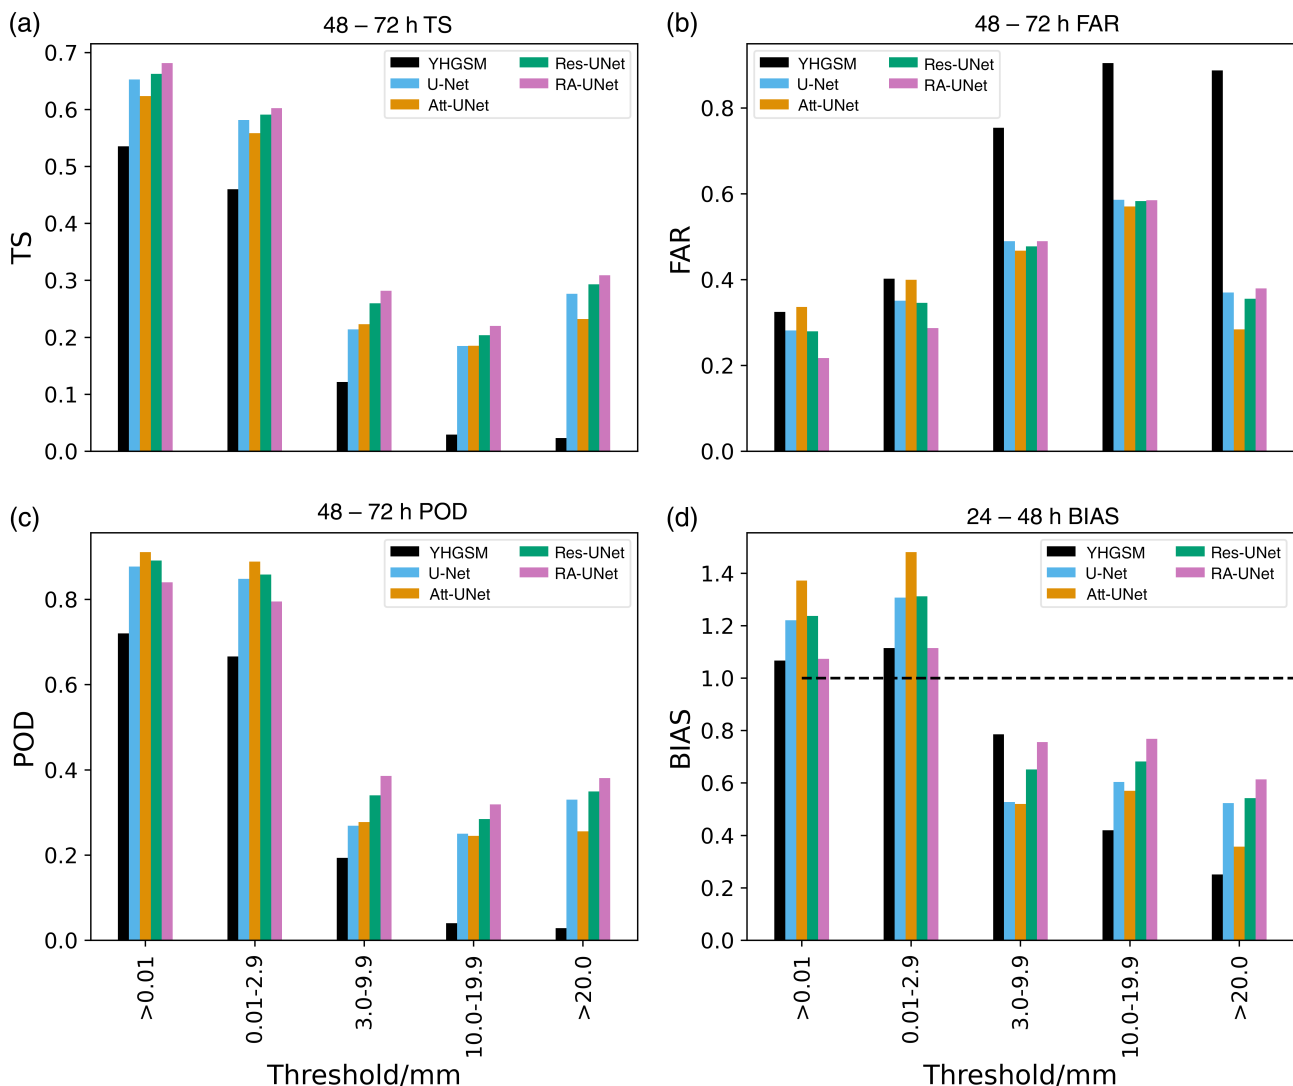 (a)
48 – 72 h TS
0.7
0.6
0.5
0.4
0.3
0.2
0.1
0.0
TS
YHGSM
U-Net
Att-UNet
Res-UNet
RA-UNet
(b)
48 – 72 h FAR
0.8
0.6
0.4
0.2
0.0
FAR
YHGSM
U-Net
Att-UNet
Res-UNet
RA-UNet
(c)
48 – 72 h POD
0.8
0.6
0.4
0.2
0.0
POD
YHGSM
U-Net
Att-UNet
Res-UNet
RA-UNet
>0.01
0.01-2.9
3.0-9.9
10.0-19.9
>20.0
Threshold/mm
(d)
24 – 48 h BIAS
1.4
1.2
1.0
0.8
0.6
0.4
0.2
0.0
BIAS
YHGSM
U-Net
Att-UNet
Res-UNet
RA-UNet
>0.01
0.01-2.9
3.0-9.9
10.0-19.9
>20.0
Threshold/mm